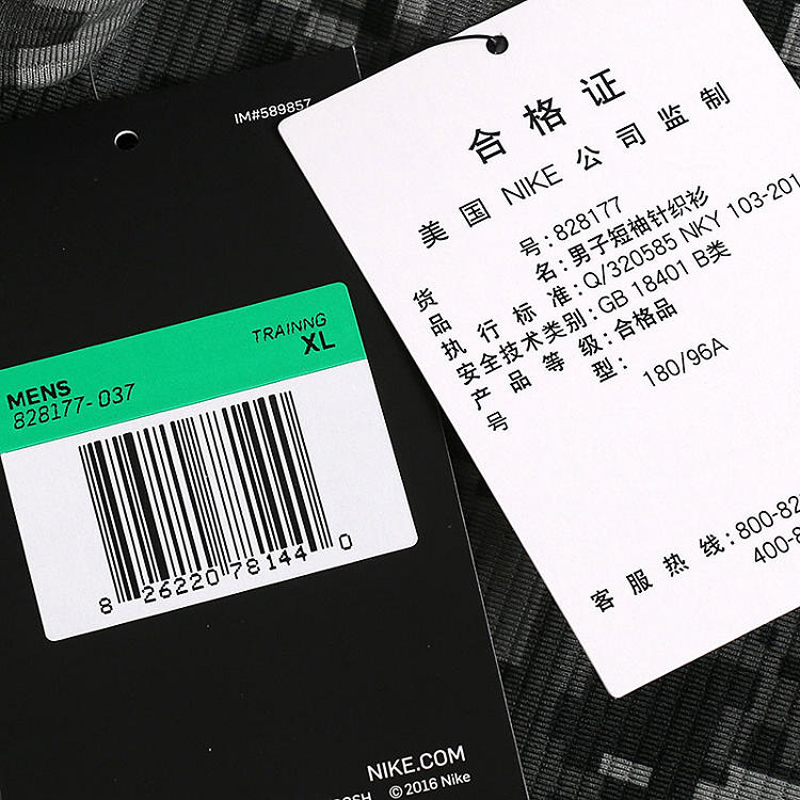 IM#589857
TRAINNG
XL
MENS
828177-037
8 26220 78144 0
NIKE.COM
©2016 Nike
合格证
美国 NIKE 公司监制
货号:828177
品名:男子短袖针织衫
执行标准:Q/320585 NKY 103-201
安全技术类别:GB 18401 B类
产品等级:合格品
号型: 180/96A
客服热线:800-82
400-8